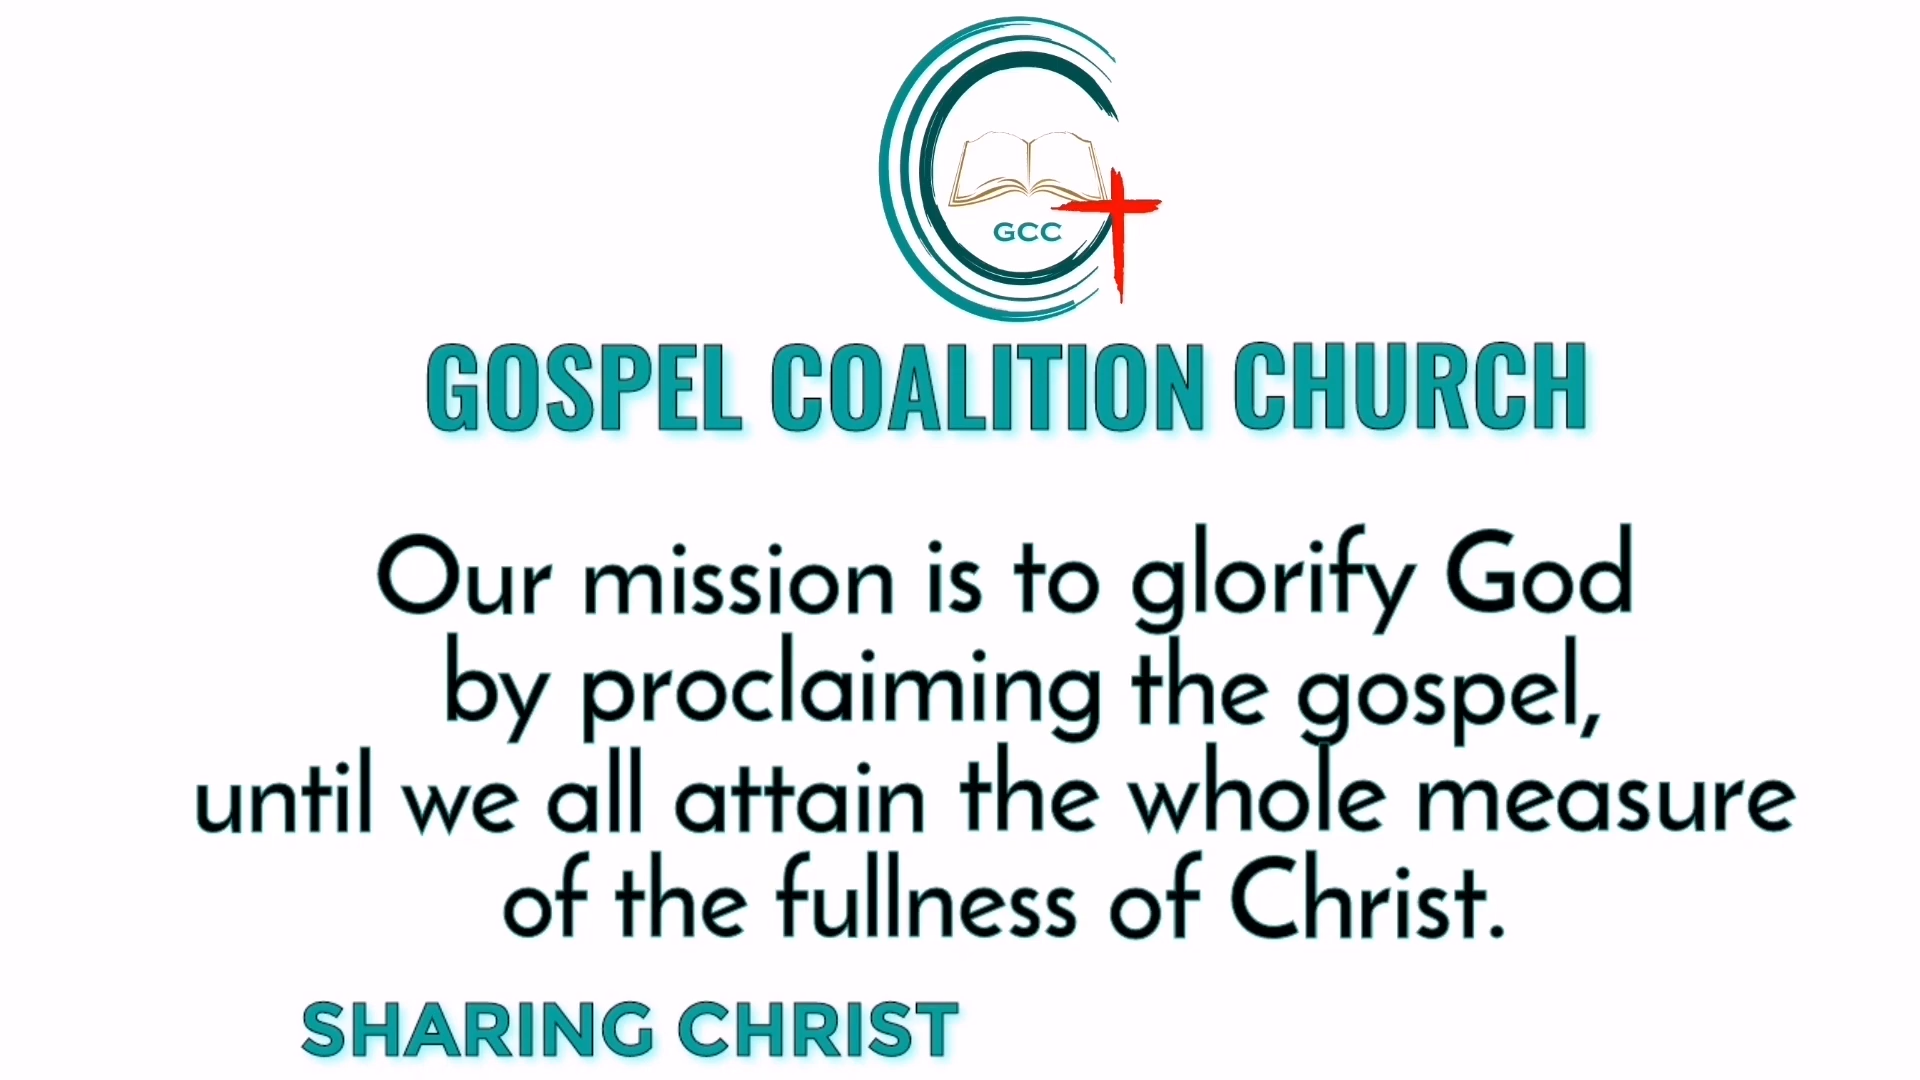 GCC
GOSPEL COALITION CHURCH
Our mission is to glorify God
by proclaiming the gospel,
until we all attain the whole measure
of the fullness of Christ.
SHARING CHRIST